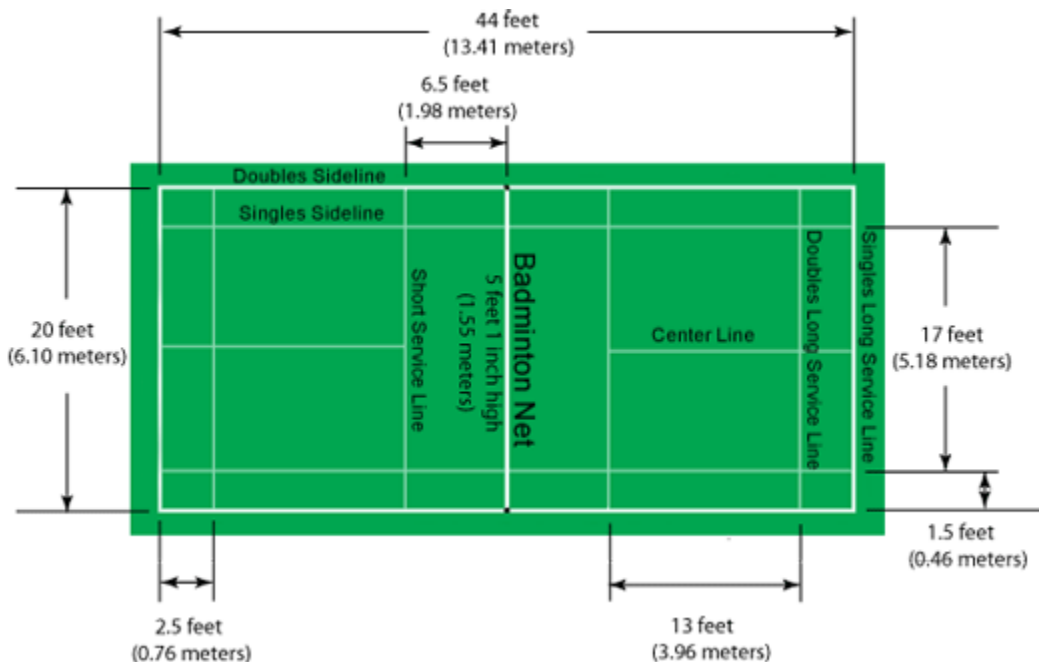 44 feet
(13.41 meters)
6.5 feet
(1.98 meters)
Doubles Sideline
Singles Sideline
20 feet
(6.10 meters)
Short Service Line
5 feet 1 inch high
(1.55 meters)
Badminton Net
Center Line
Doubles Long Service Line
Singles Long Service Line
17 feet
(5.18 meters)
1.5 feet
(0.46 meters)
2.5 feet
(0.76 meters)
13 feet
(3.96 meters)